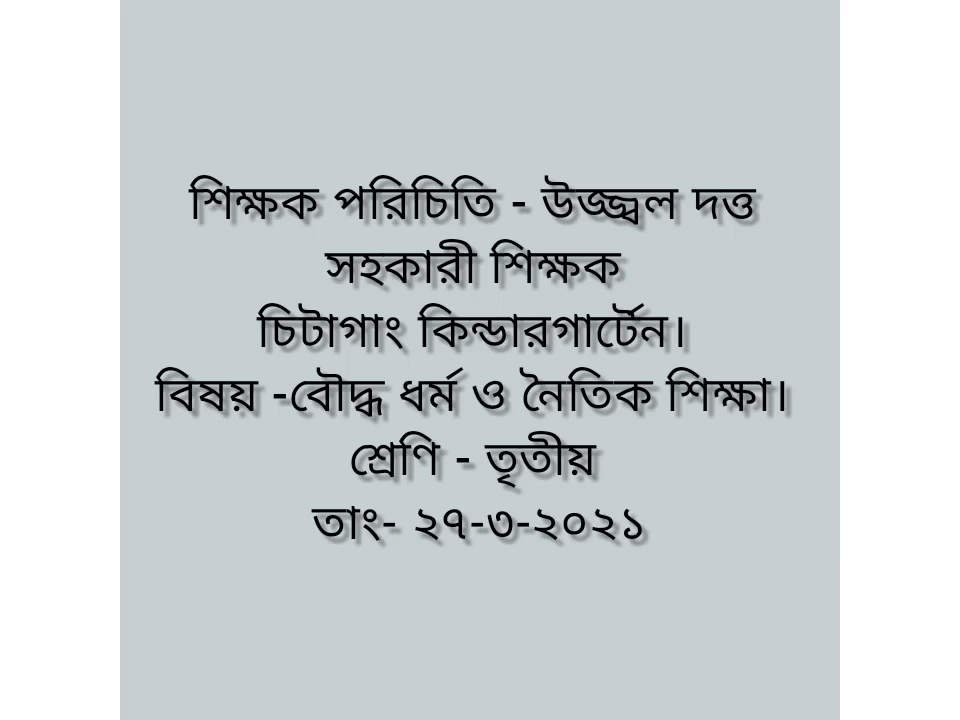 শিক্ষক পরিচিতি - উজ্জ্বল দত্ত
সহকারী শিক্ষক
চিটাগাং কিন্ডারগার্টেন।
বিষয় -বৌদ্ধ ধর্ম ও নৈতিক শিক্ষা।
শ্রেণি - তৃতীয়
তাং- ২৭-৩-২০২১